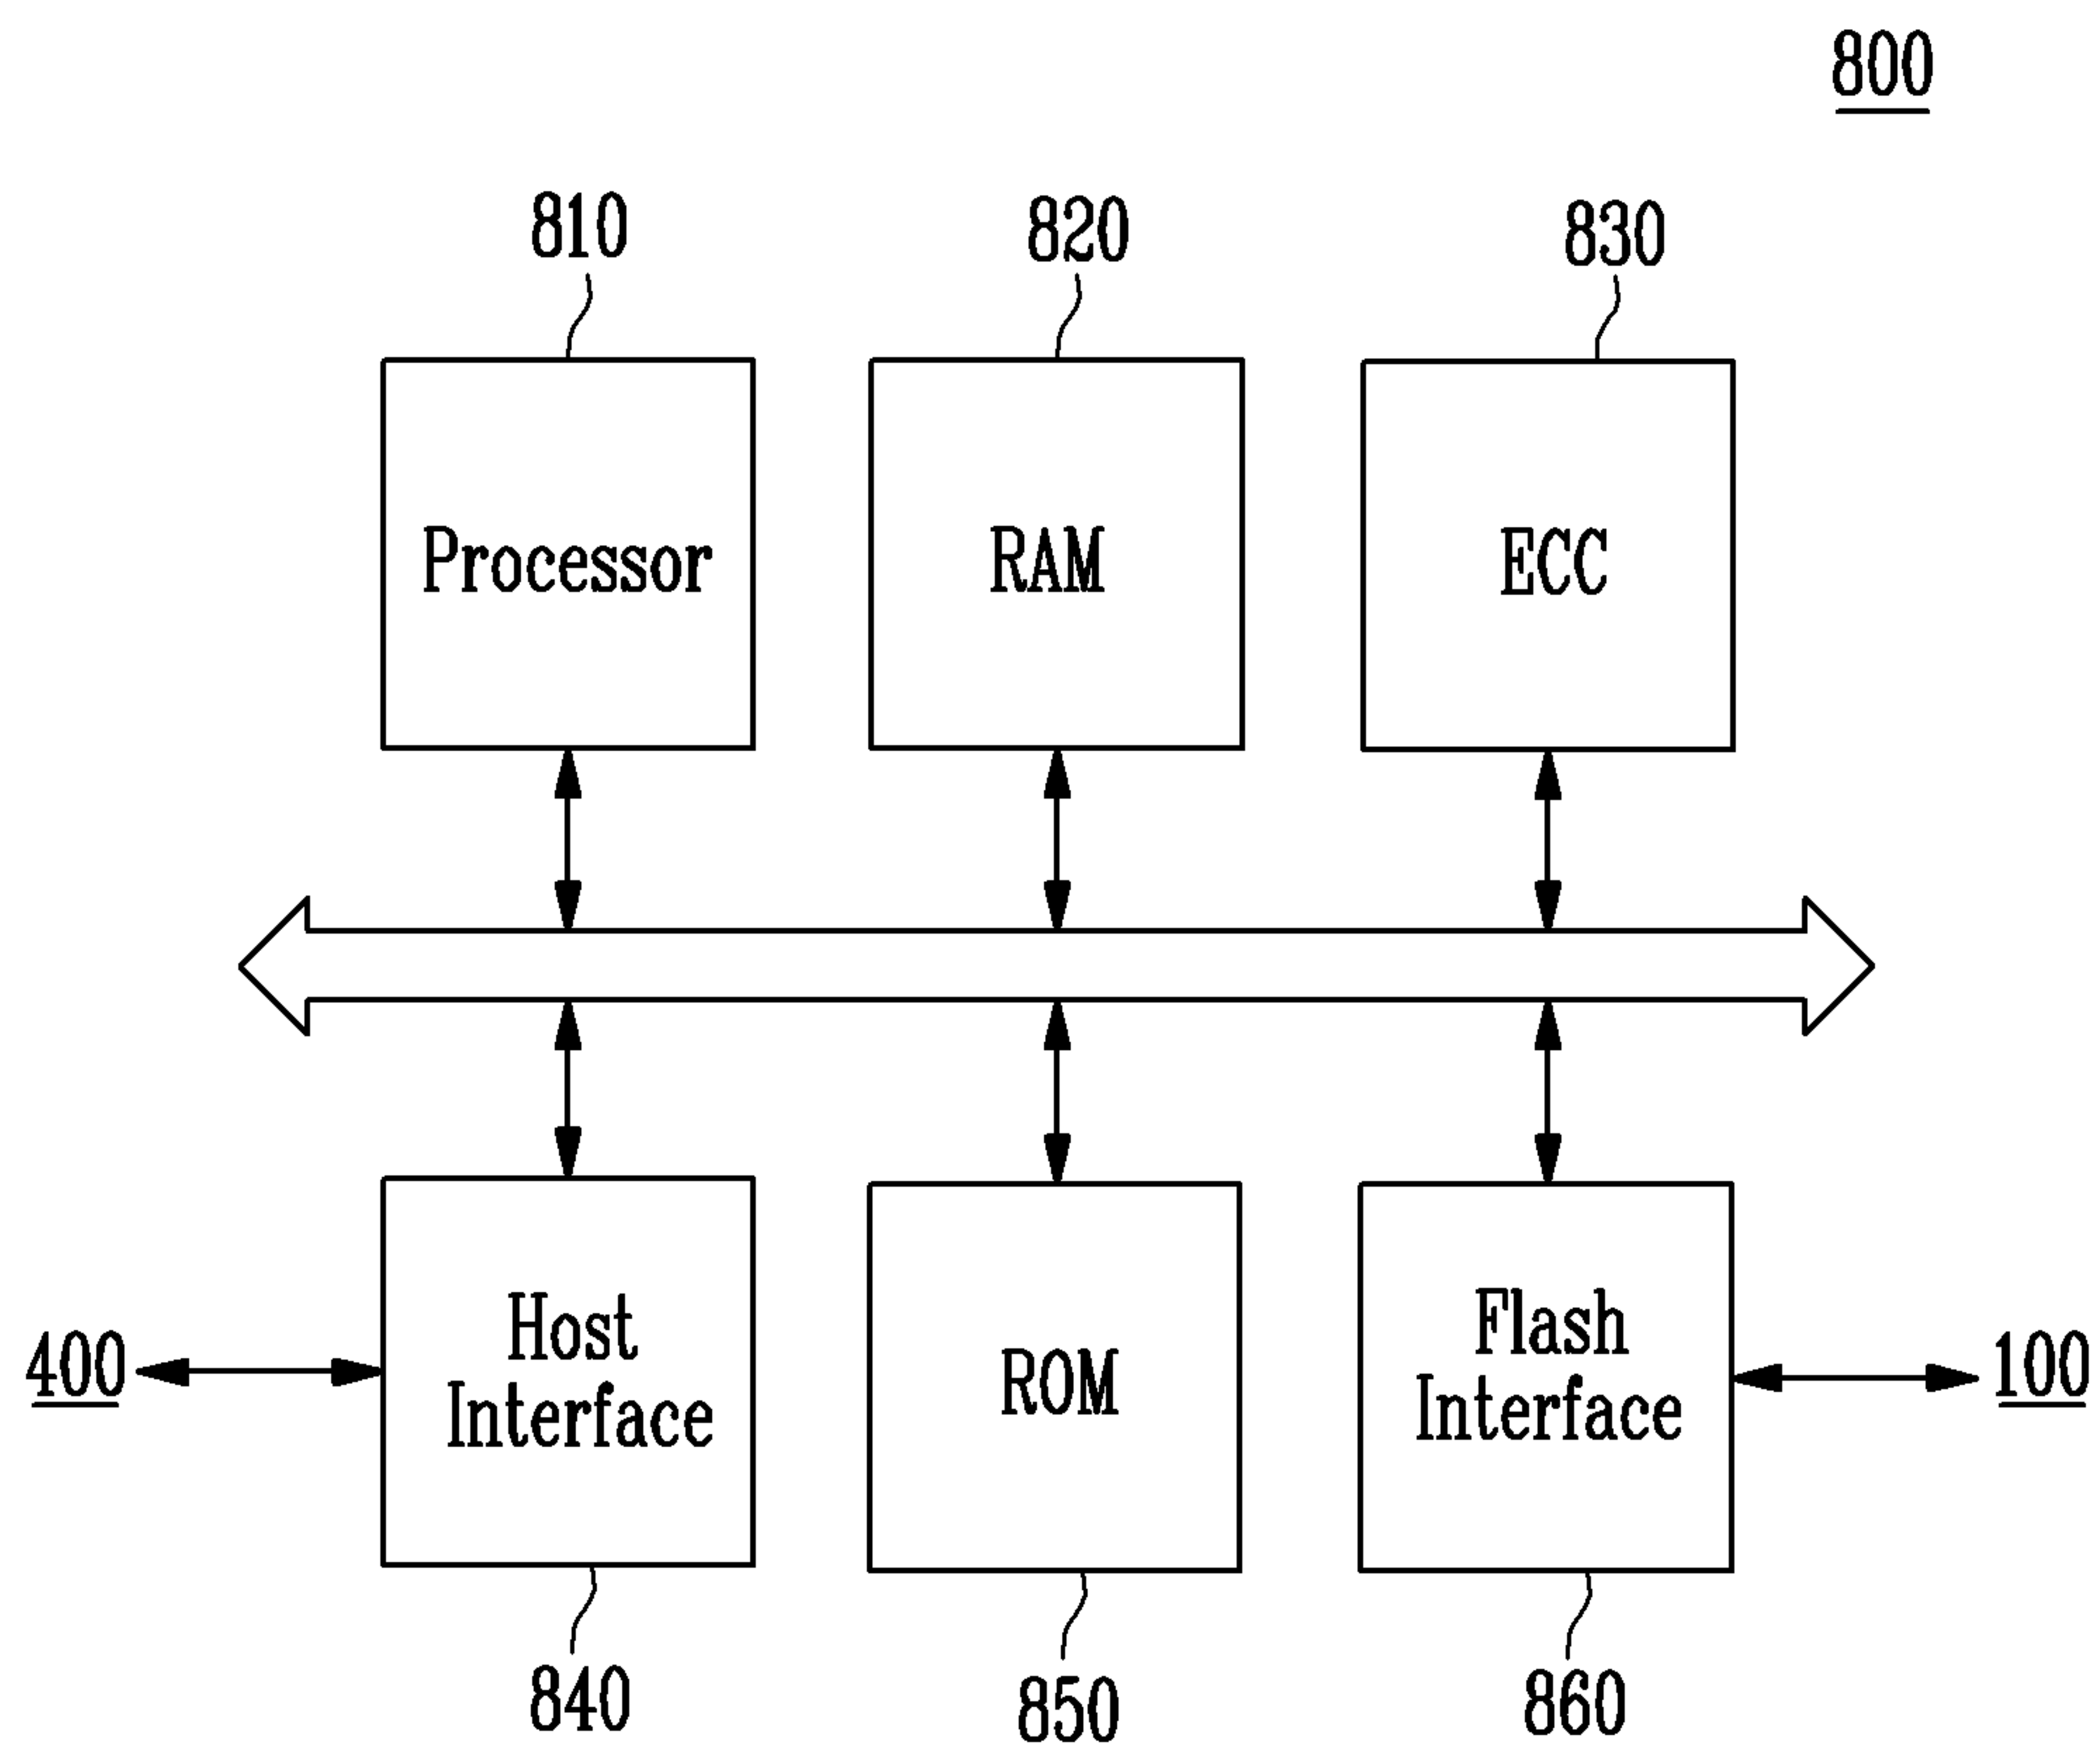 800
810
820
830
Processor
RAM
ECC
Host
Interface
ROM
Flash
Interface
400
100
840
850
860